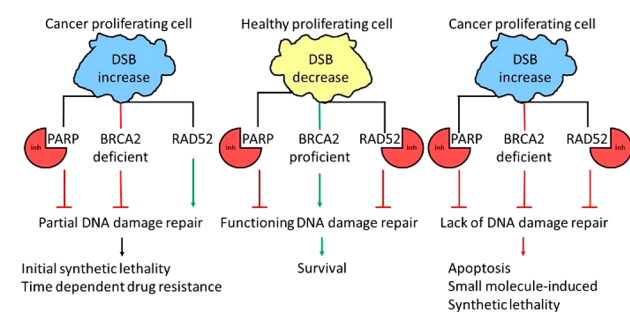 Cancer proliferating cell
DSB
increase
PARP
inh
BRCA2
deficient
RAD52
Partial DNA damage repair
Initial synthetic lethality
Time dependent drug resistance
Healthy proliferating cell
DSB
decrease
PARP
inh
BRCA2
proficient
RAD52
inh
Functioning DNA damage repair
Survival
Cancer proliferating cell
DSB
increase
PARP
inh
BRCA2
deficient
RAD52
inh
Lack of DNA damage repair
Apoptosis
Small molecule-induced
Synthetic lethality